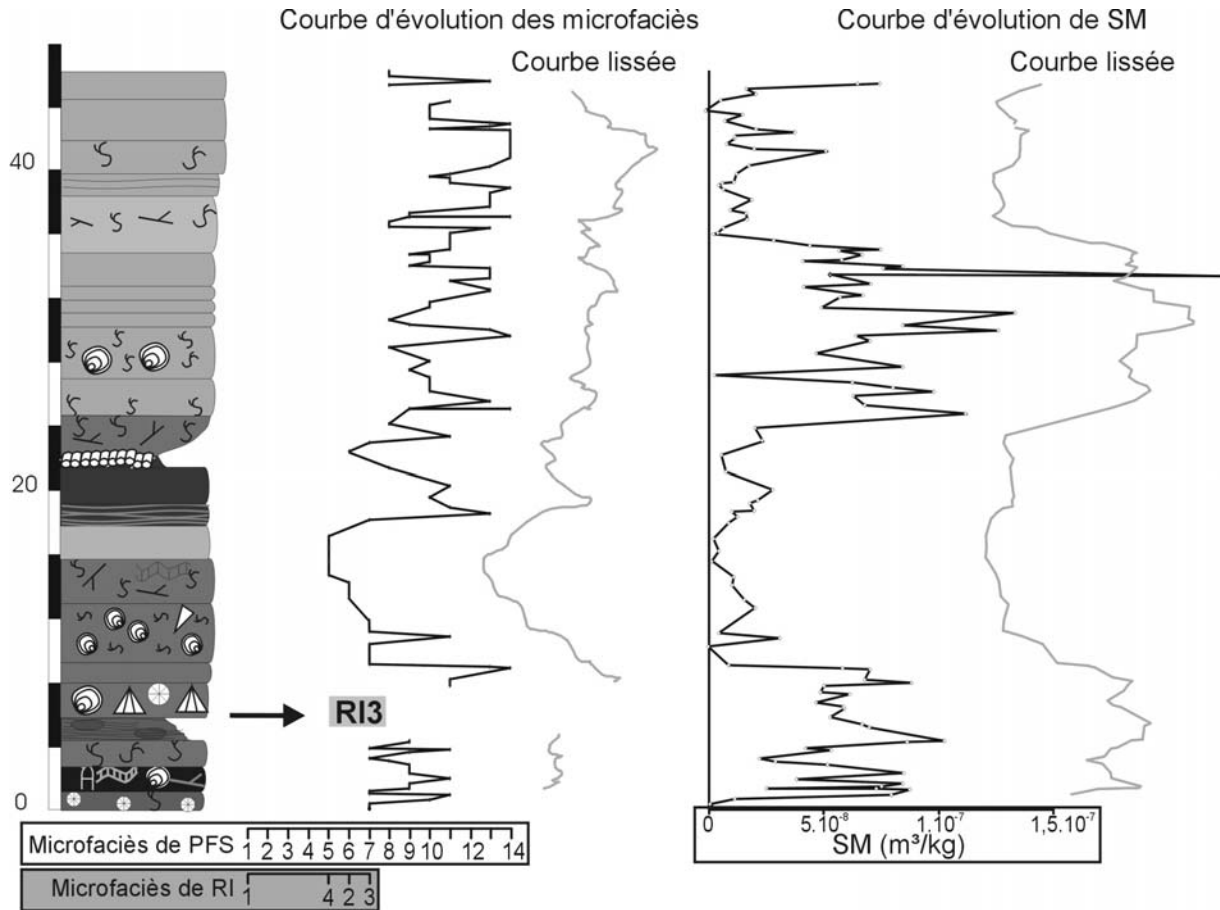 Courbe d'évolution des microfaciès
Courbe d'évolution de SM
Courbe lissée
Courbe lissée
40
20
RI3
0
Microfaciès de PFS 1 2 3 4 5 6 7 8 9 10 12 14
Microfaciès de RI 1 4 2 3
0 5.10⁻⁸ 1.10⁻⁷ 1,5.10⁻⁷
SM (m³/kg)